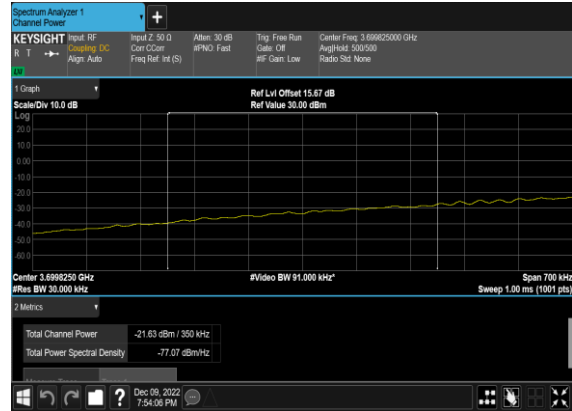 Spectrum Analyzer 1
Channel Power
+
KEYSIGHT Input: RF
R T Coupling: DC
Align: Auto
Input Z: 50 Ω
Corr CCorr
Freq Ref: Int (S)
Atten: 30 dB
#PNO: Fast
Trig: Free Run
Gate: Off
#IF Gain: Low
Center Freq: 3.699825000 GHz
Avg|Hold: 500/500
Radio Std: None
LM
1 Graph
Scale/Div 10.0 dB
Ref Lvl Offset 15.67 dB
Ref Value 30.00 dBm
Log
20.0
10.0
0.00
-10.0
-20.0
-30.0
-40.0
-50.0
-60.0
Center 3.6998250 GHz
#Res BW 30.000 kHz
#Video BW 91.000 kHz*
Span 700 kHz
Sweep 1.00 ms (1001 pts)
2 Metrics
Total Channel Power -21.63 dBm / 350 kHz
Total Power Spectral Density -77.07 dBm/Hz
?
Dec 09, 2022
7:54:06 PM